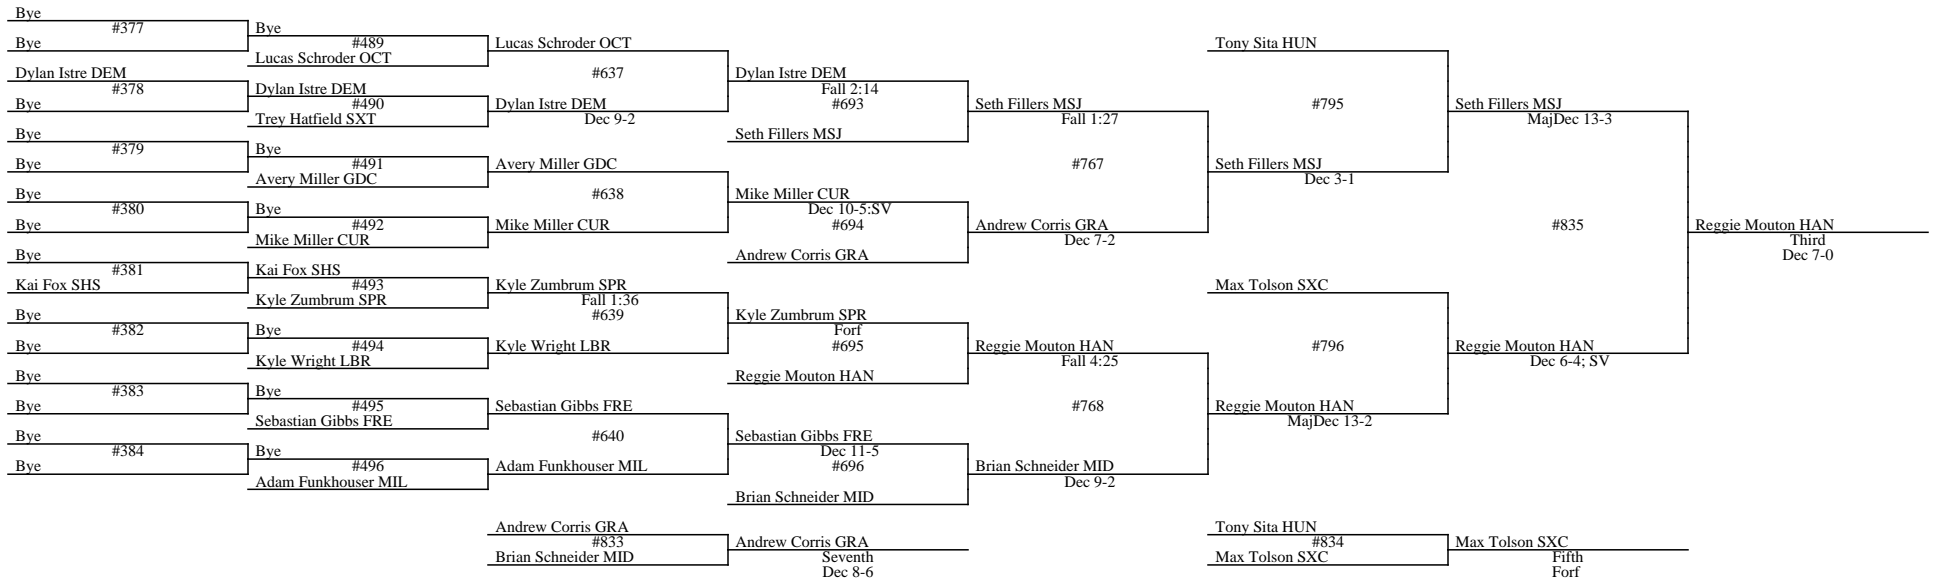 Bye
#377
Bye
Bye
#489
Lucas Schroder OCT
Lucas Schroder OCT
#637
Dylan Istre DEM
#378
Bye
Dylan Istre DEM
#490
Trey Hatfield SXT
Dylan Istre DEM
Dec 9-2
Dylan Istre DEM
Fall 2:14
#693
Seth Fillers MSJ
Seth Fillers MSJ
Fall 1:27
#767
Bye
#379
Bye
Bye
#491
Avery Miller GDC
Avery Miller GDC
#638
Bye
#380
Bye
Bye
#492
Mike Miller CUR
Mike Miller CUR
Mike Miller CUR
Dec 10-5:SV
#694
Andrew Corris GRA
Andrew Corris GRA
Dec 7-2
Tony Sita HUN
#795
Seth Fillers MSJ
Dec 3-1
Seth Fillers MSJ
MajDec 13-3
#835
Reggie Mouton HAN
Third
Dec 7-0
Bye
#381
Kai Fox SHS
Kai Fox SHS
#493
Kyle Zumbrum SPR
Kyle Zumbrum SPR
Fall 1:36
#639
Bye
#382
Bye
Bye
#494
Kyle Wright LBR
Kyle Wright LBR
Kyle Zumbrum SPR
Forf
#695
Reggie Mouton HAN
Reggie Mouton HAN
Fall 4:25
#768
Bye
#383
Bye
Bye
#495
Sebastian Gibbs FRE
Sebastian Gibbs FRE
#640
Bye
#384
Bye
Bye
#496
Adam Funkhouser MIL
Adam Funkhouser MIL
Sebastian Gibbs FRE
Dec 11-5
#696
Brian Schneider MID
Brian Schneider MID
Dec 9-2
Max Tolson SXC
#796
Reggie Mouton HAN
MajDec 13-2
Reggie Mouton HAN
Dec 6-4; SV
Andrew Corris GRA
#833
Brian Schneider MID
Andrew Corris GRA
Seventh
Dec 8-6
Tony Sita HUN
#834
Max Tolson SXC
Max Tolson SXC
Fifth
Forf